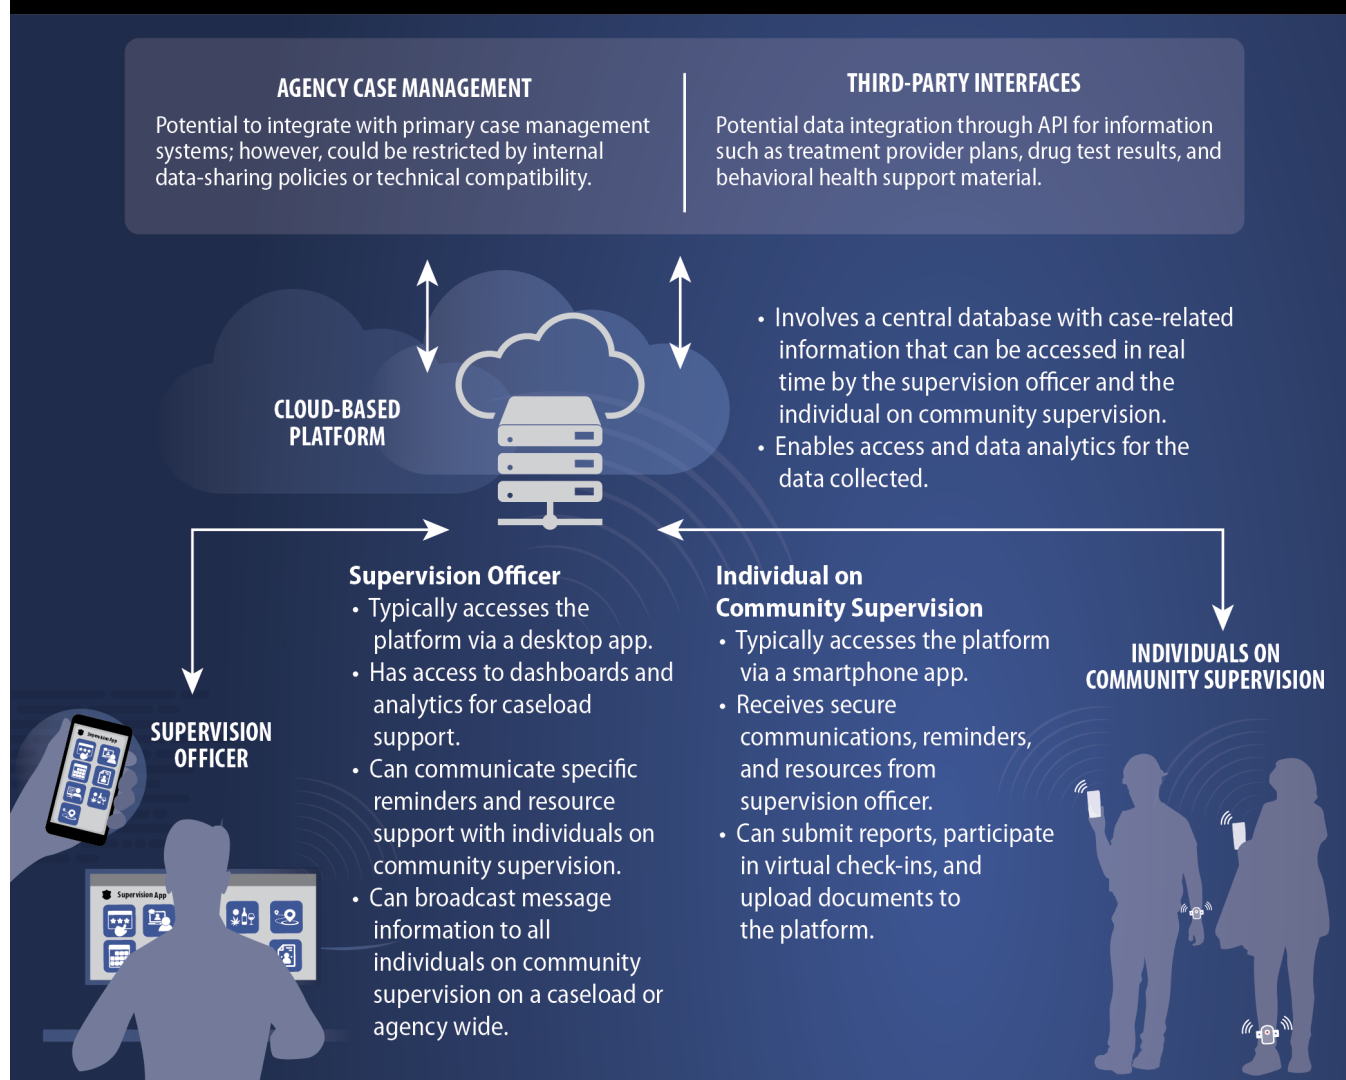 AGENCY CASE MANAGEMENT
Potential to integrate with primary case management
systems; however, could be restricted by internal
data-sharing policies or technical compatibility.
THIRD-PARTY INTERFACES
Potential data integration through API for information
such as treatment provider plans, drug test results, and
behavioral health support material.
CLOUD-BASED
PLATFORM
• Involves a central database with case-related
information that can be accessed in real
time by the supervision officer and the
individual on community supervision.
• Enables access and data analytics for the
data collected.
SUPERVISION
OFFICER
Supervision App
Supervision App
Supervision Officer
• Typically accesses the
platform via a desktop app.
• Has access to dashboards and
analytics for caseload
support.
• Can communicate specific
reminders and resource
support with individuals on
community supervision.
• Can broadcast message
information to all
individuals on community
supervision on a caseload or
agency wide.
Individual on
Community Supervision
• Typically accesses the platform
via a smartphone app.
• Receives secure
communications, reminders,
and resources from
supervision officer.
• Can submit reports, participate
in virtual check-ins, and
upload documents to
the platform.
INDIVIDUALS ON
COMMUNITY SUPERVISION